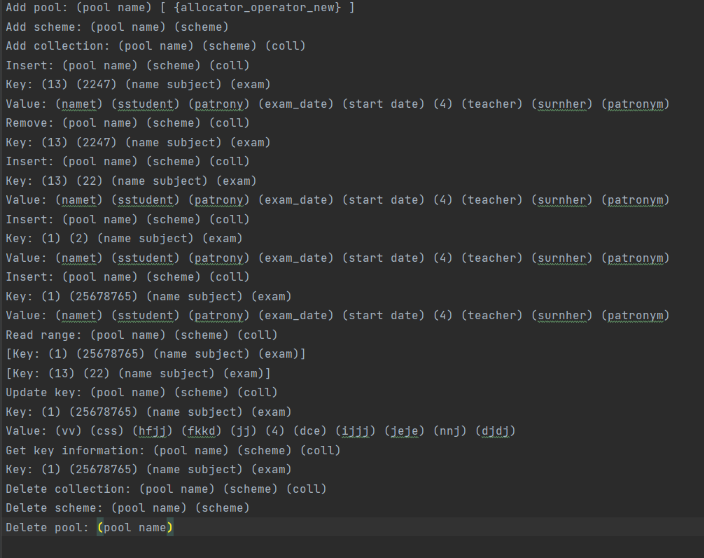 Add pool: (pool name) [ {allocator_operator_new} ]
Add scheme: (pool name) (scheme)
Add collection: (pool name) (scheme) (coll)
Insert: (pool name) (scheme) (coll)
Key: (13) (2247) (name subject) (exam)
Value: (namet) (sstudent) (patrony) (exam_date) (start date) (4) (teacher) (surnher) (patronym)
Remove: (pool name) (scheme) (coll)
Key: (13) (2247) (name subject) (exam)
Insert: (pool name) (scheme) (coll)
Key: (13) (22) (name subject) (exam)
Value: (namet) (sstudent) (patrony) (exam_date) (start date) (4) (teacher) (surnher) (patronym)
Insert: (pool name) (scheme) (coll)
Key: (1) (2) (name subject) (exam)
Value: (namet) (sstudent) (patrony) (exam_date) (start date) (4) (teacher) (surnher) (patronym)
Insert: (pool name) (scheme) (coll)
Key: (1) (25678765) (name subject) (exam)
Value: (namet) (sstudent) (patrony) (exam_date) (start date) (4) (teacher) (surnher) (patronym)
Read range: (pool name) (scheme) (coll)
[Key: (1) (25678765) (name subject) (exam)]
[Key: (13) (22) (name subject) (exam)]
Update key: (pool name) (scheme) (coll)
Key: (1) (25678765) (name subject) (exam)
Value: (vv) (css) (hfjj) (fkkd) (jj) (4) (dce) (ijjj) (jeje) (nnj) (djdj)
Get key information: (pool name) (scheme) (coll)
Key: (1) (25678765) (name subject) (exam)
Delete collection: (pool name) (scheme) (coll)
Delete scheme: (pool name) (scheme)
Delete pool: (pool name)